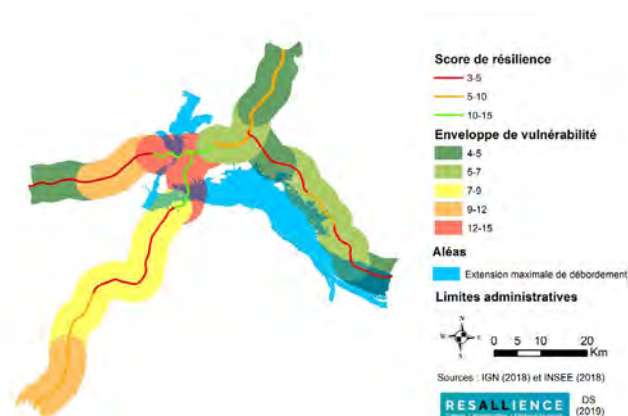 Score de résilience
3-5
5-10
10-15
Enveloppe de vulnérabilité
4-5
5-7
7-9
9-12
12-15
Aléas
Extension maximale de débordement
Limites administratives
N
W E
S
0 5 10 20
Km
Sources : IGN (2018) et INSEE (2018)
RESALLIENCE
DS
(2019)